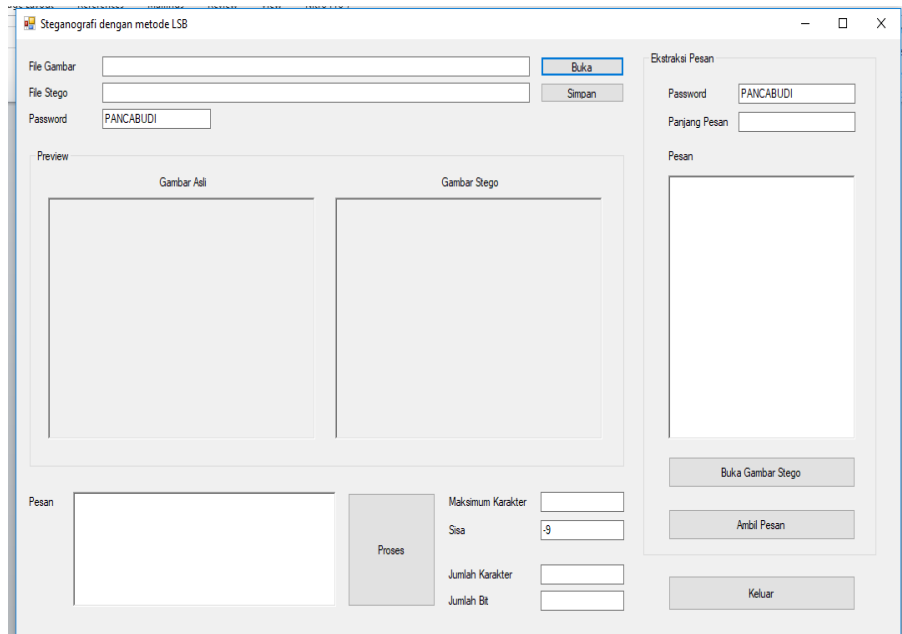 Steganografi dengan metode LSB
File Gambar
Buka
File Stego
Simpan
Password PANCABUDI
Preview
Gambar Asli Gambar Stego
Pesan
Proses
Maksimum Karakter
Sisa -9
Jumlah Karakter
Jumlah Bit
Ekstraksi Pesan
Password PANCABUDI
Panjang Pesan
Pesan
Buka Gambar Stego
Ambil Pesan
Keluar